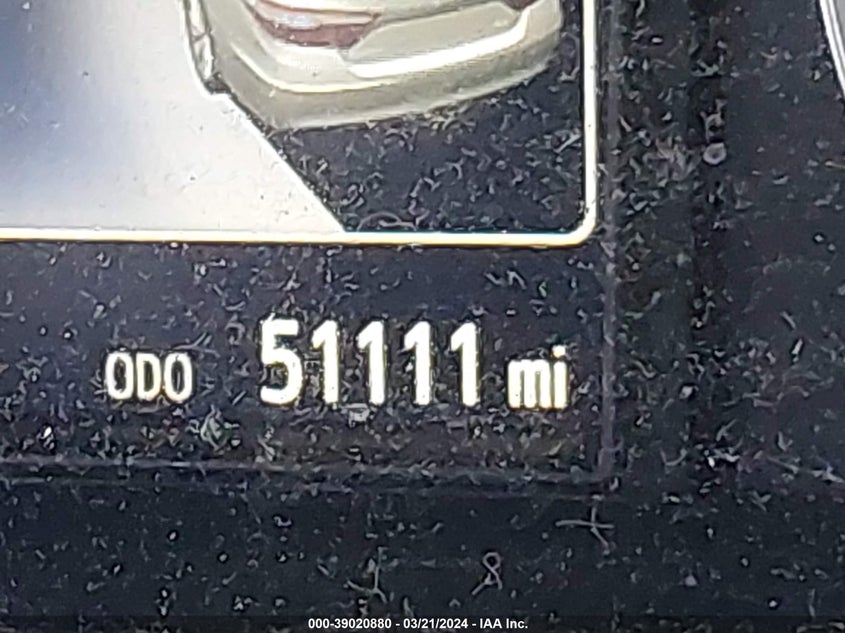 ODO 51111 mi
000-39020880 - 03/21/2024 - IAA Inc.